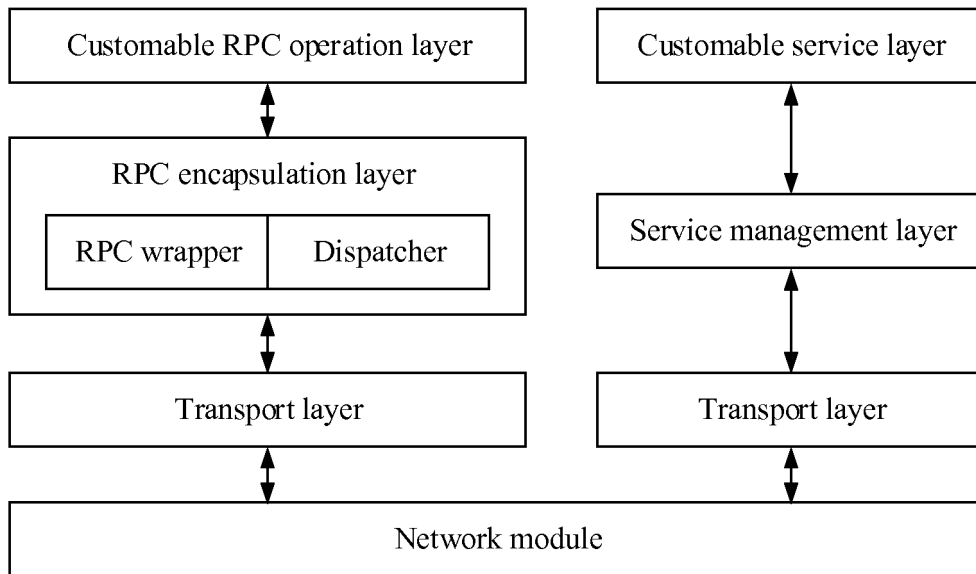 Customable RPC operation layer
Customable service layer
RPC encapsulation layer
RPC wrapper
Dispatcher
Service management layer
Transport layer
Transport layer
Network module